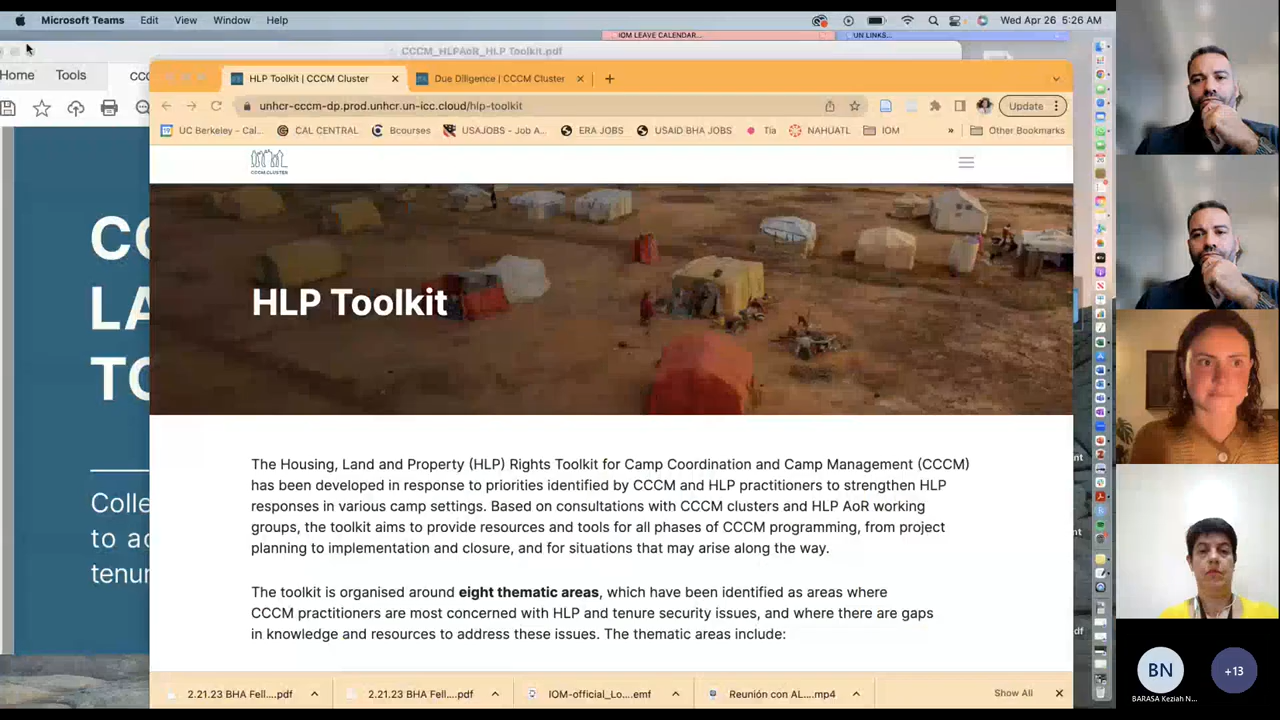 Microsoft Teams Edit View Window Help Wed Apr 26 5:26 AM
IOM LEAVE CALENDAR... UN LINKS...
CCCM_HLPAoR_HLP Toolkit.pdf
Home Tools CCC
HLP Toolkit | CCCM Cluster Due Diligence | CCCM Cluster
unhcr-cccm-dp.prod.unhcr.un-icc.cloud/hlp-toolkit Update
UC Berkeley - Cal... CAL CENTRAL Bcourses USAJOBS - Job A... ERA JOBS USAID BHA JOBS Tia NAHUATL IOM » Other Bookmarks
CCCM CLUSTER
HLP Toolkit
CO
LA
TO
Colle
to ac
tenur
The Housing, Land and Property (HLP) Rights Toolkit for Camp Coordination and Camp Management (CCCM)
has been developed in response to priorities identified by CCCM and HLP practitioners to strengthen HLP
responses in various camp settings. Based on consultations with CCCM clusters and HLP AoR working
groups, the toolkit aims to provide resources and tools for all phases of CCCM programming, from project
planning to implementation and closure, and for situations that may arise along the way.
The toolkit is organised around eight thematic areas, which have been identified as areas where
CCCM practitioners are most concerned with HLP and tenure security issues, and where there are gaps
in knowledge and resources to address these issues. The thematic areas include:
2.21.23 BHA Fell....pdf 2.21.23 BHA Fell....pdf IOM-official_Lo....emf Reunión con AL....mp4 Show All
BN +13
BARASA Keziah N...